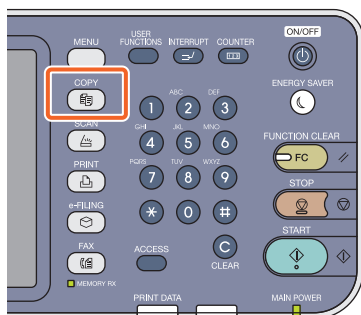 ON/OFF
MENU
USER
FUNCTIONS
INTERRUPT
COUNTER
COPY
ENERGY SAVER
ABC
DEF
1
2
3
SCAN
GHI
JKL
MNO
FUNCTION CLEAR
4
5
6
FC
PRINT
PQRS
TUV
WXYZ
7
8
9
STOP
e-FILING
*
0
#
START
FAX
ACCESS
C
CLEAR
MEMORY RX
PRINT DATA
MAIN POWER